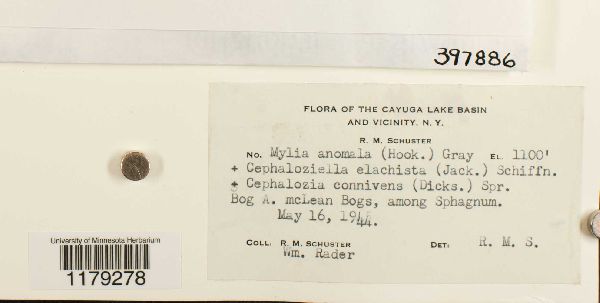 397886
FLORA OF THE CAYUGA LAKE BASIN
AND VICINITY, N. Y.
R. M. SCHUSTER
NO. Mylia anomala (Hook.) Gray EL. 1100'
+ Cephaloziella elachista (Jack.) Schiffn.
+ Cephalozia connivens (Dicks.) Spr.
Bog A. mcLean Bogs, among Sphagnum.
May 16, 1944.
COLL. R. M. SCHUSTER DET: R. M. S.
Wm. Rader
University of Minnesota Herbarium
1179278